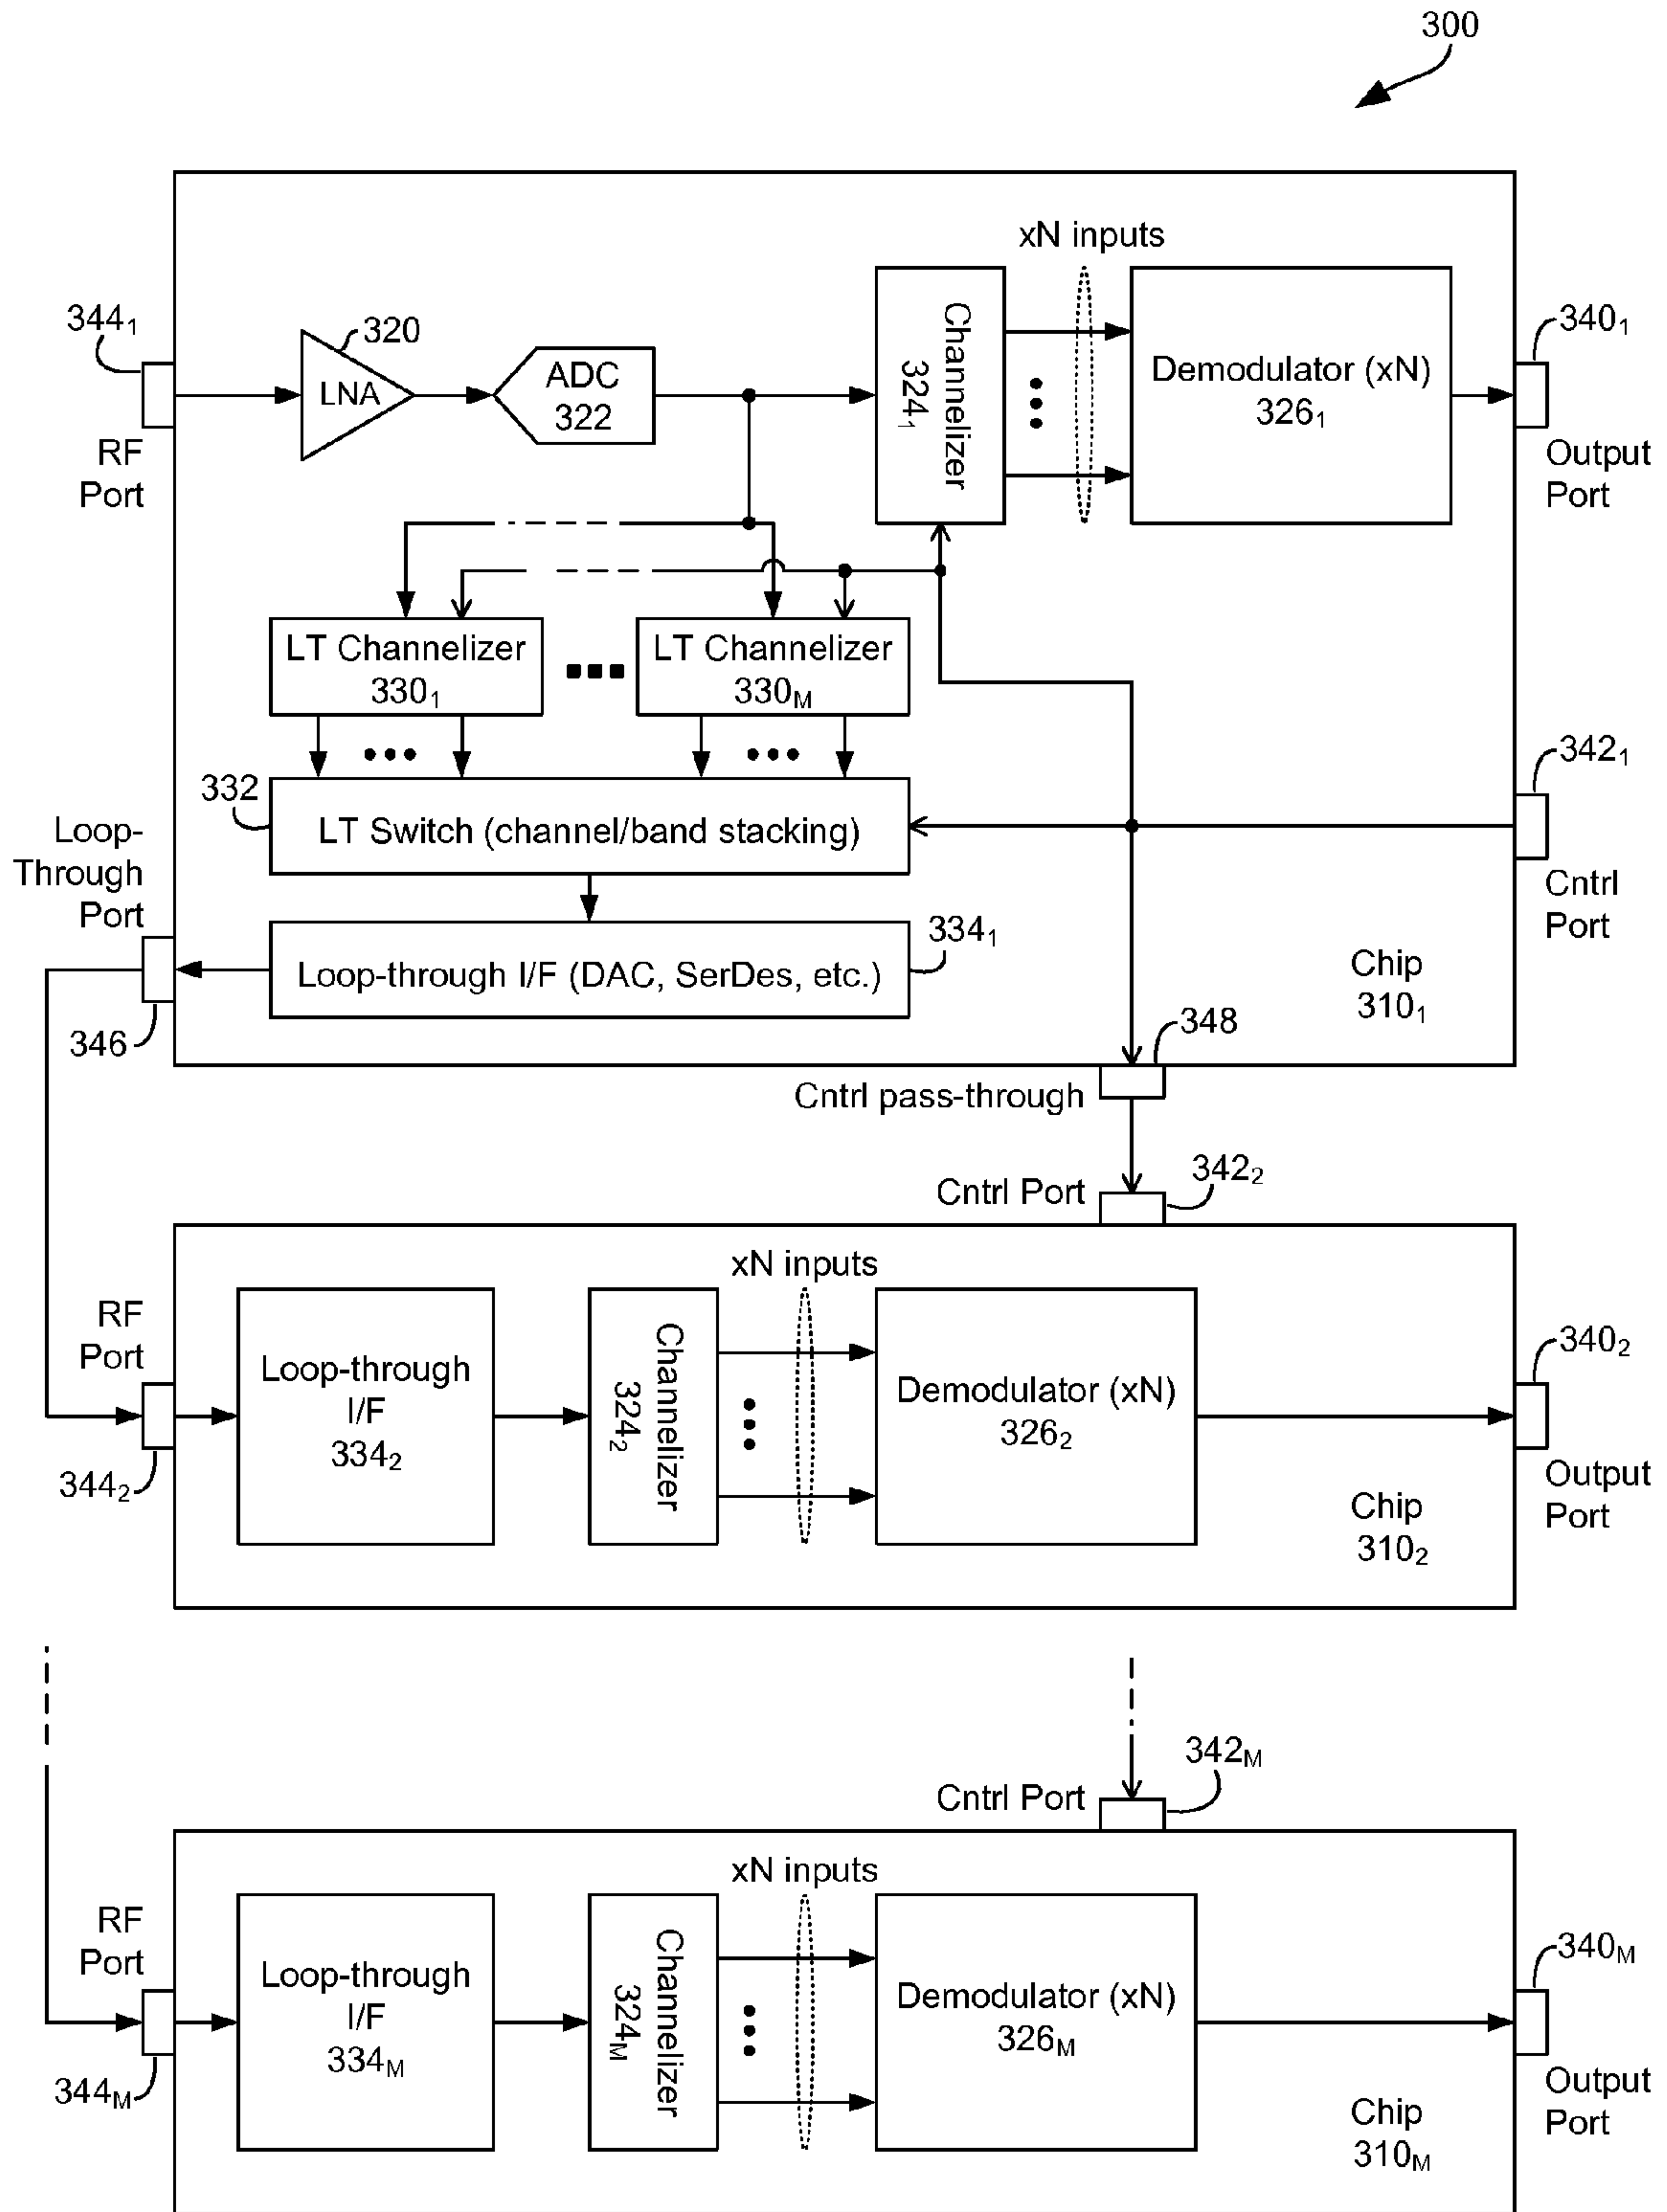 300
xN inputs
344₁
320
LNA
ADC
322
Channelizer
324₁
Demodulator (xN)
326₁
340₁
RF
Port
Output
Port
LT Channelizer
330₁
LT Channelizer
330M
332
LT Switch (channel/band stacking)
342₁
Loop-
Through
Port
Cntrl
Port
334₁
Loop-through I/F (DAC, SerDes, etc.)
Chip
310₁
346
348
Cntrl pass-through
Cntrl Port
342₂
xN inputs
RF
Port
Loop-through
I/F
334₂
Channelizer
324₂
Demodulator (xN)
326₂
340₂
344₂
Output
Port
Chip
310₂
342M
Cntrl Port
xN inputs
RF
Port
Loop-through
I/F
334M
Channelizer
324M
Demodulator (xN)
326M
340M
344M
Output
Port
Chip
310M